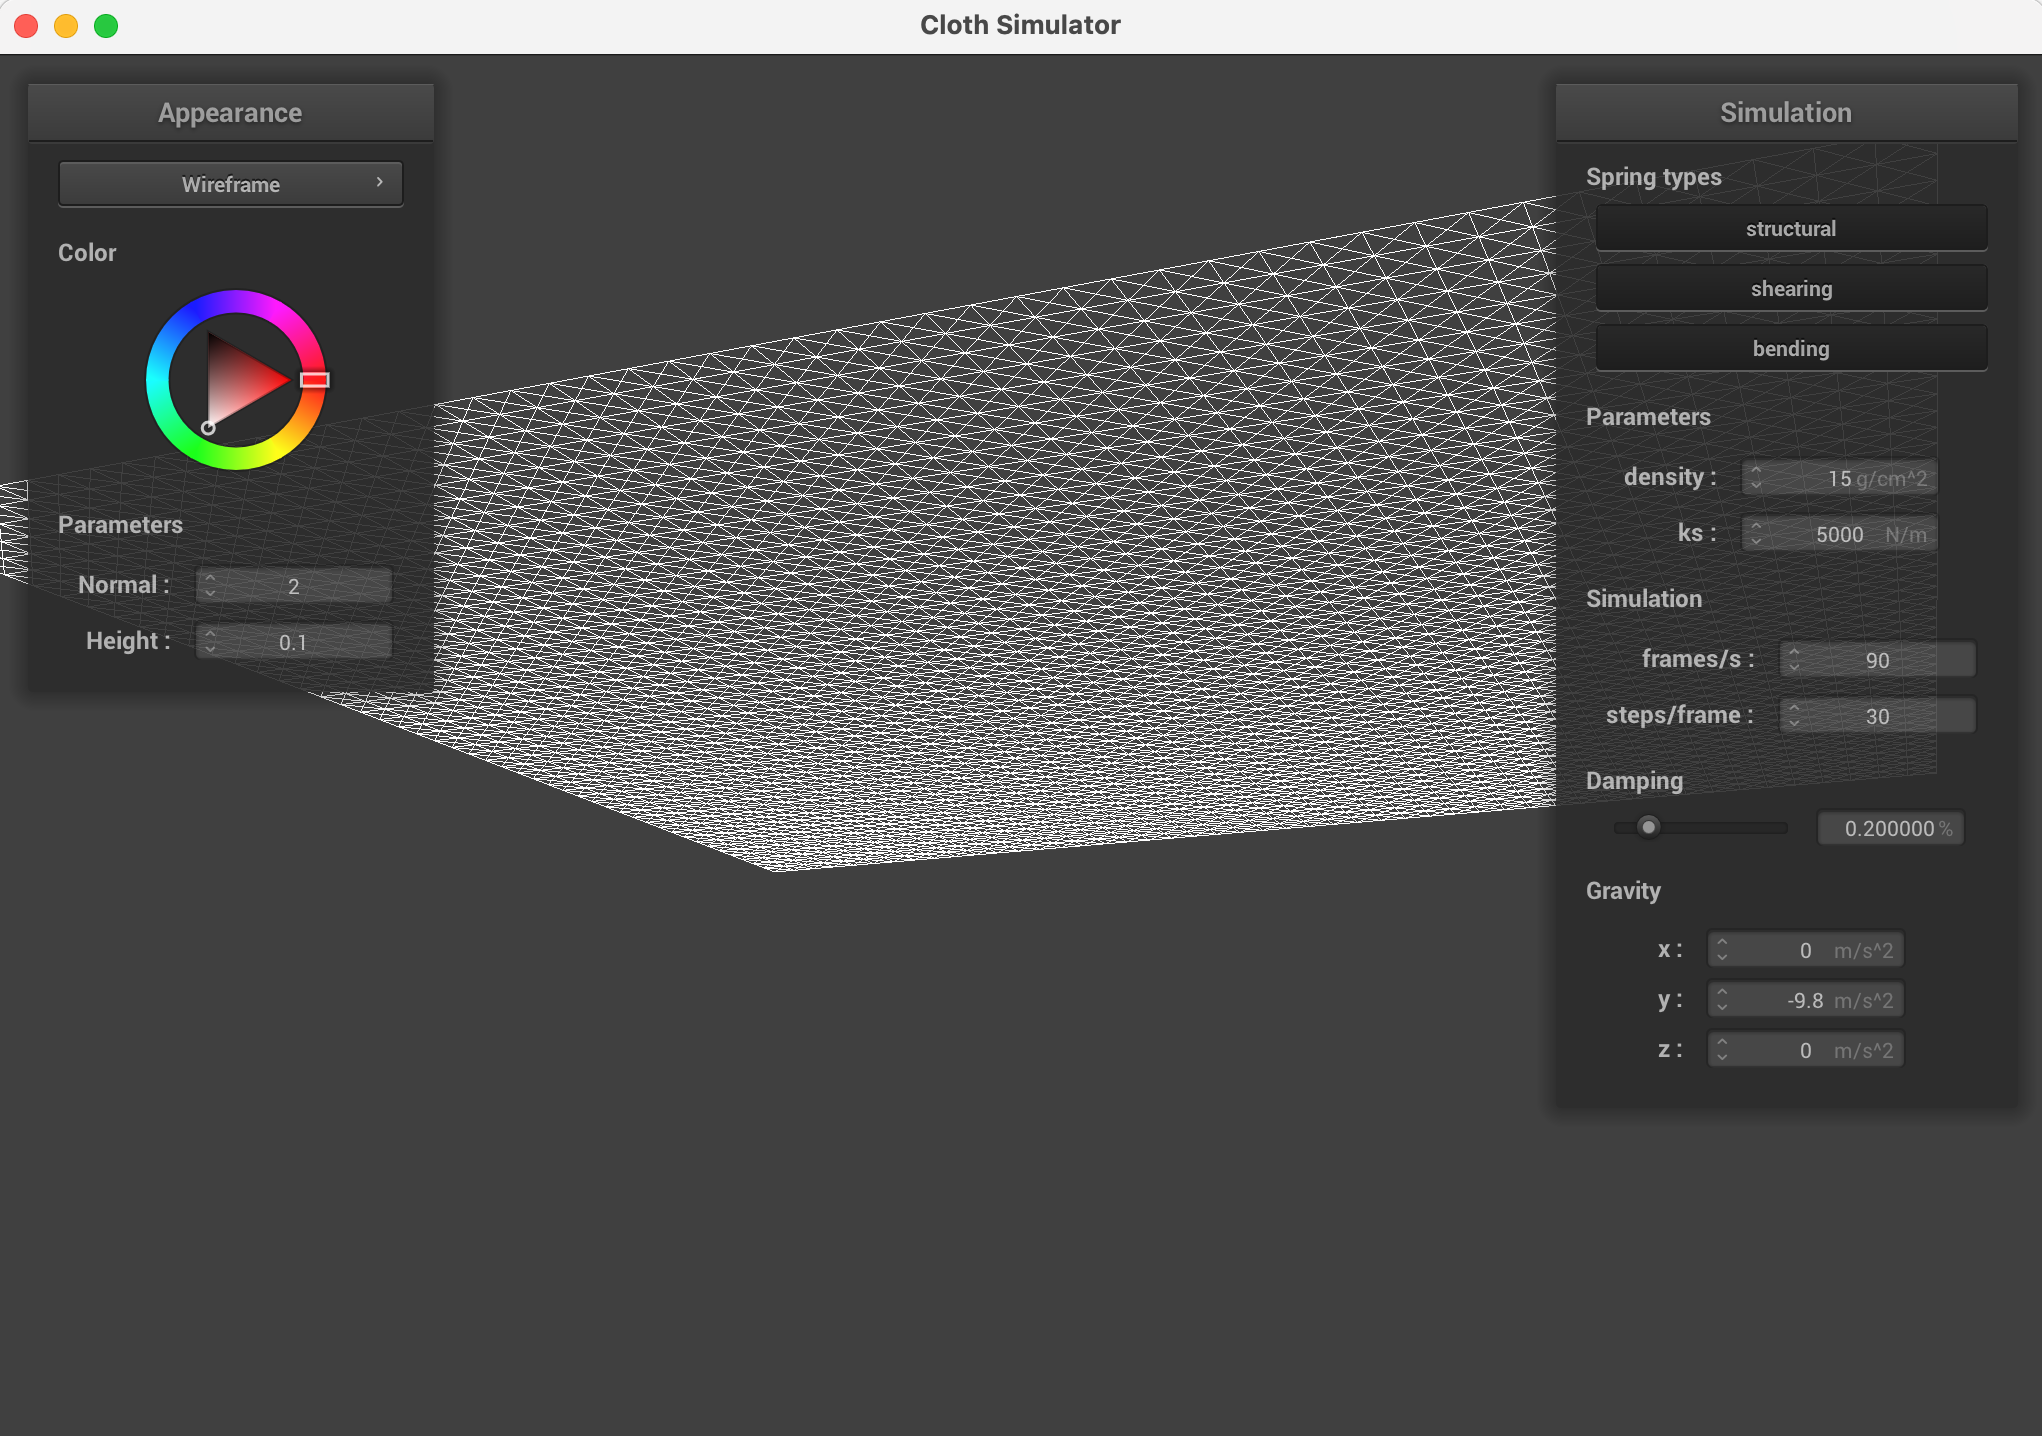 Cloth Simulator
Appearance
Wireframe
Color
Parameters
Normal : 2
Height : 0.1
Simulation
Spring types
structural
shearing
bending
Parameters
density : 15 g/cm^2
ks : 5000 N/m
Simulation
frames/s : 90
steps/frame : 30
Damping
0.200000 %
Gravity
x : 0 m/s^2
y : -9.8 m/s^2
z : 0 m/s^2